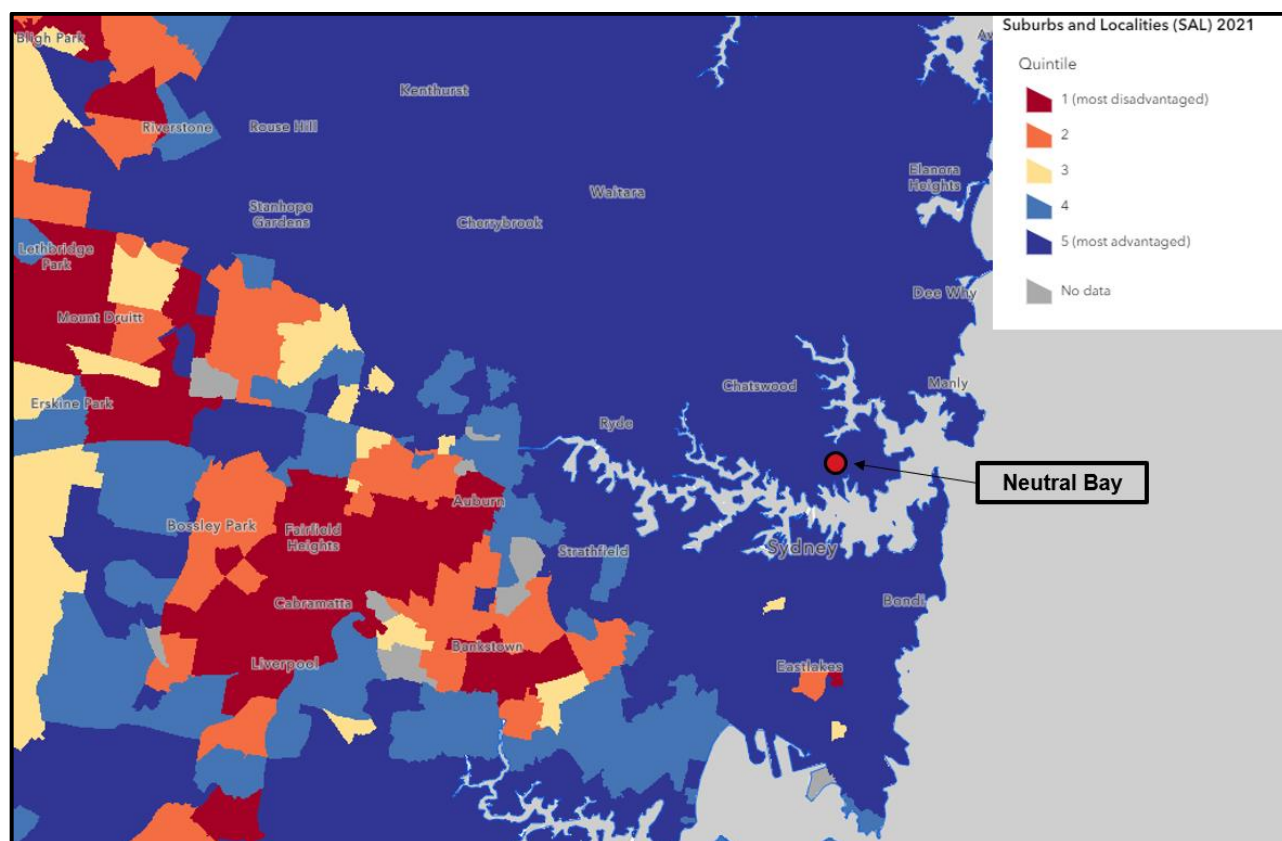 Suburbs and Localities (SAL) 2021
Quintile
1 (most disadvantaged)
2
3
4
5 (most advantaged)
No data
Bligh Park
Kenthurst
Riverstone
Rouse Hill
Elanora
Heights
Waitara
Stanhope
Gardens
Cherrybrook
Lethbridge
Park
Dee Why
Mount Druitt
Chatswood
Manly
Erskine Park
Ryde
Neutral Bay
Auburn
Bossley Park
Fairfield
Heights
Strathfield
Sydney
Cabramatta
Bondi
Bankstown
Liverpool
Eastlakes